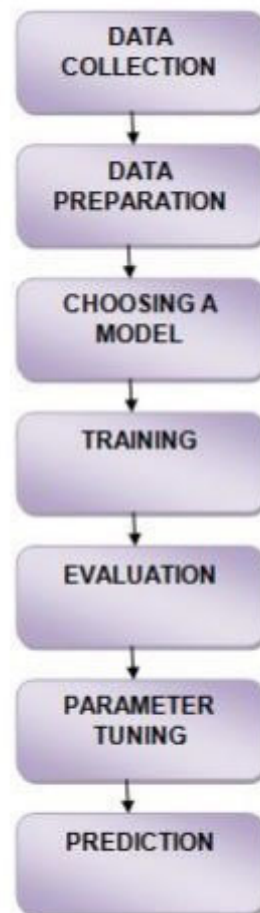 DATA
COLLECTION
DATA
PREPARATION
CHOOSING A
MODEL
TRAINING
EVALUATION
PARAMETER
TUNING
PREDICTION